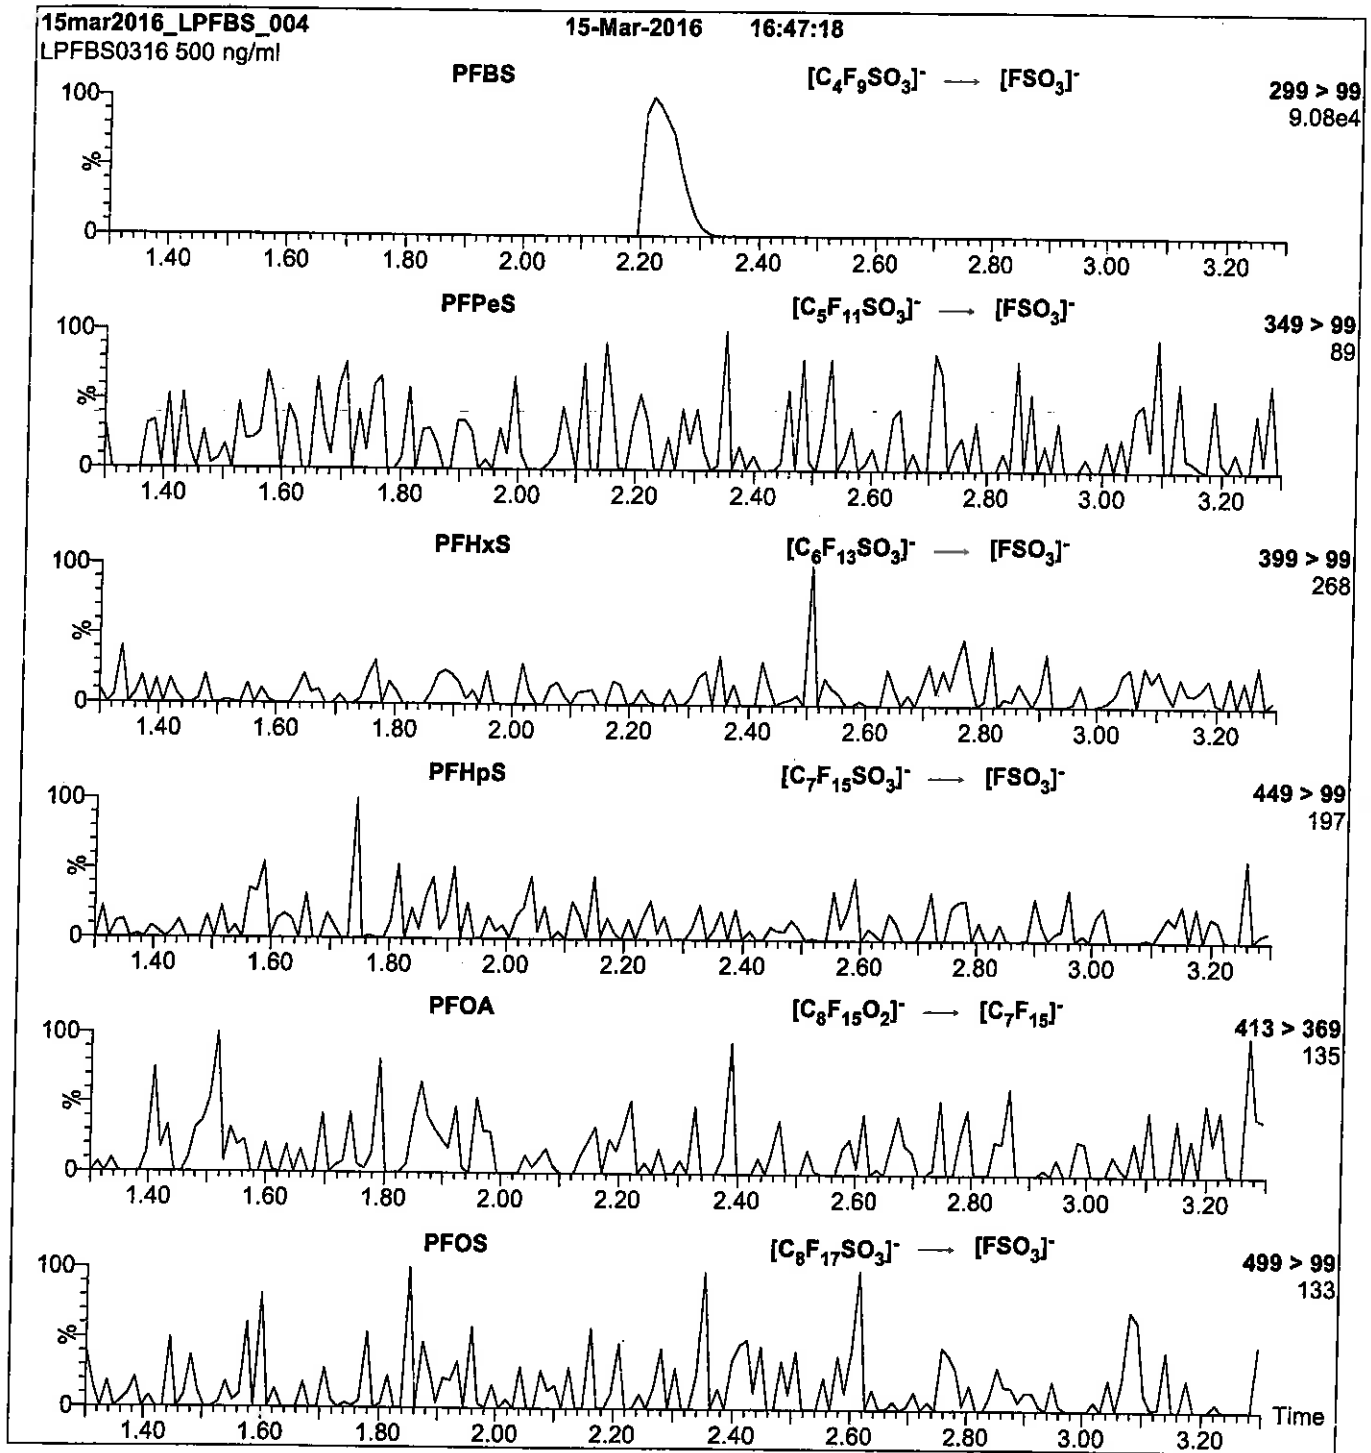 15mar2016_LPFBS_004 15-Mar-2016 16:47:18
LPFBS0316 500 ng/ml
PFBS [C4F9SO3]- → [FSO3]- 299 > 99
9.08e4
100
%
0
1.40 1.60 1.80 2.00 2.20 2.40 2.60 2.80 3.00 3.20
PFPeS [C5F11SO3]- → [FSO3]- 349 > 99
89
100
%
0
1.40 1.60 1.80 2.00 2.20 2.40 2.60 2.80 3.00 3.20
PFHxS [C6F13SO3]- → [FSO3]- 399 > 99
268
100
%
0
1.40 1.60 1.80 2.00 2.20 2.40 2.60 2.80 3.00 3.20
PFHpS [C7F15SO3]- → [FSO3]- 449 > 99
197
100
%
0
1.40 1.60 1.80 2.00 2.20 2.40 2.60 2.80 3.00 3.20
PFOA [C8F15O2]- → [C7F15]- 413 > 369
135
100
%
0
1.40 1.60 1.80 2.00 2.20 2.40 2.60 2.80 3.00 3.20
PFOS [C8F17SO3]- → [FSO3]- 499 > 99
133
100
%
0
Time
1.40 1.60 1.80 2.00 2.20 2.40 2.60 2.80 3.00 3.20